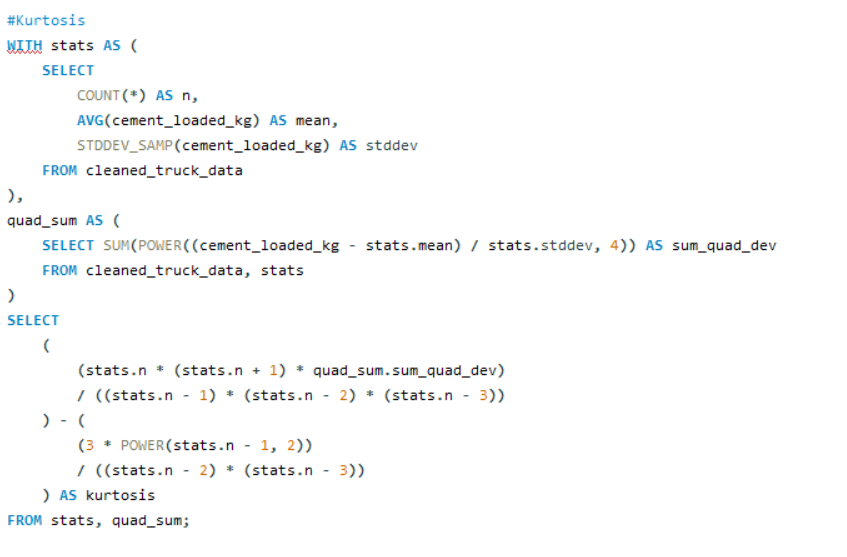 #Kurtosis
WITH stats AS (
    SELECT
        COUNT(*) AS n,
        AVG(cement_loaded_kg) AS mean,
        STDDEV_SAMP(cement_loaded_kg) AS stddev
    FROM cleaned_truck_data
),
quad_sum AS (
    SELECT SUM(POWER((cement_loaded_kg - stats.mean) / stats.stddev, 4)) AS sum_quad_dev
    FROM cleaned_truck_data, stats
)
SELECT
    (
        (stats.n * (stats.n + 1) * quad_sum.sum_quad_dev)
        / ((stats.n - 1) * (stats.n - 2) * (stats.n - 3))
    ) - (
        (3 * POWER(stats.n - 1, 2))
        / ((stats.n - 2) * (stats.n - 3))
    ) AS kurtosis
FROM stats, quad_sum;